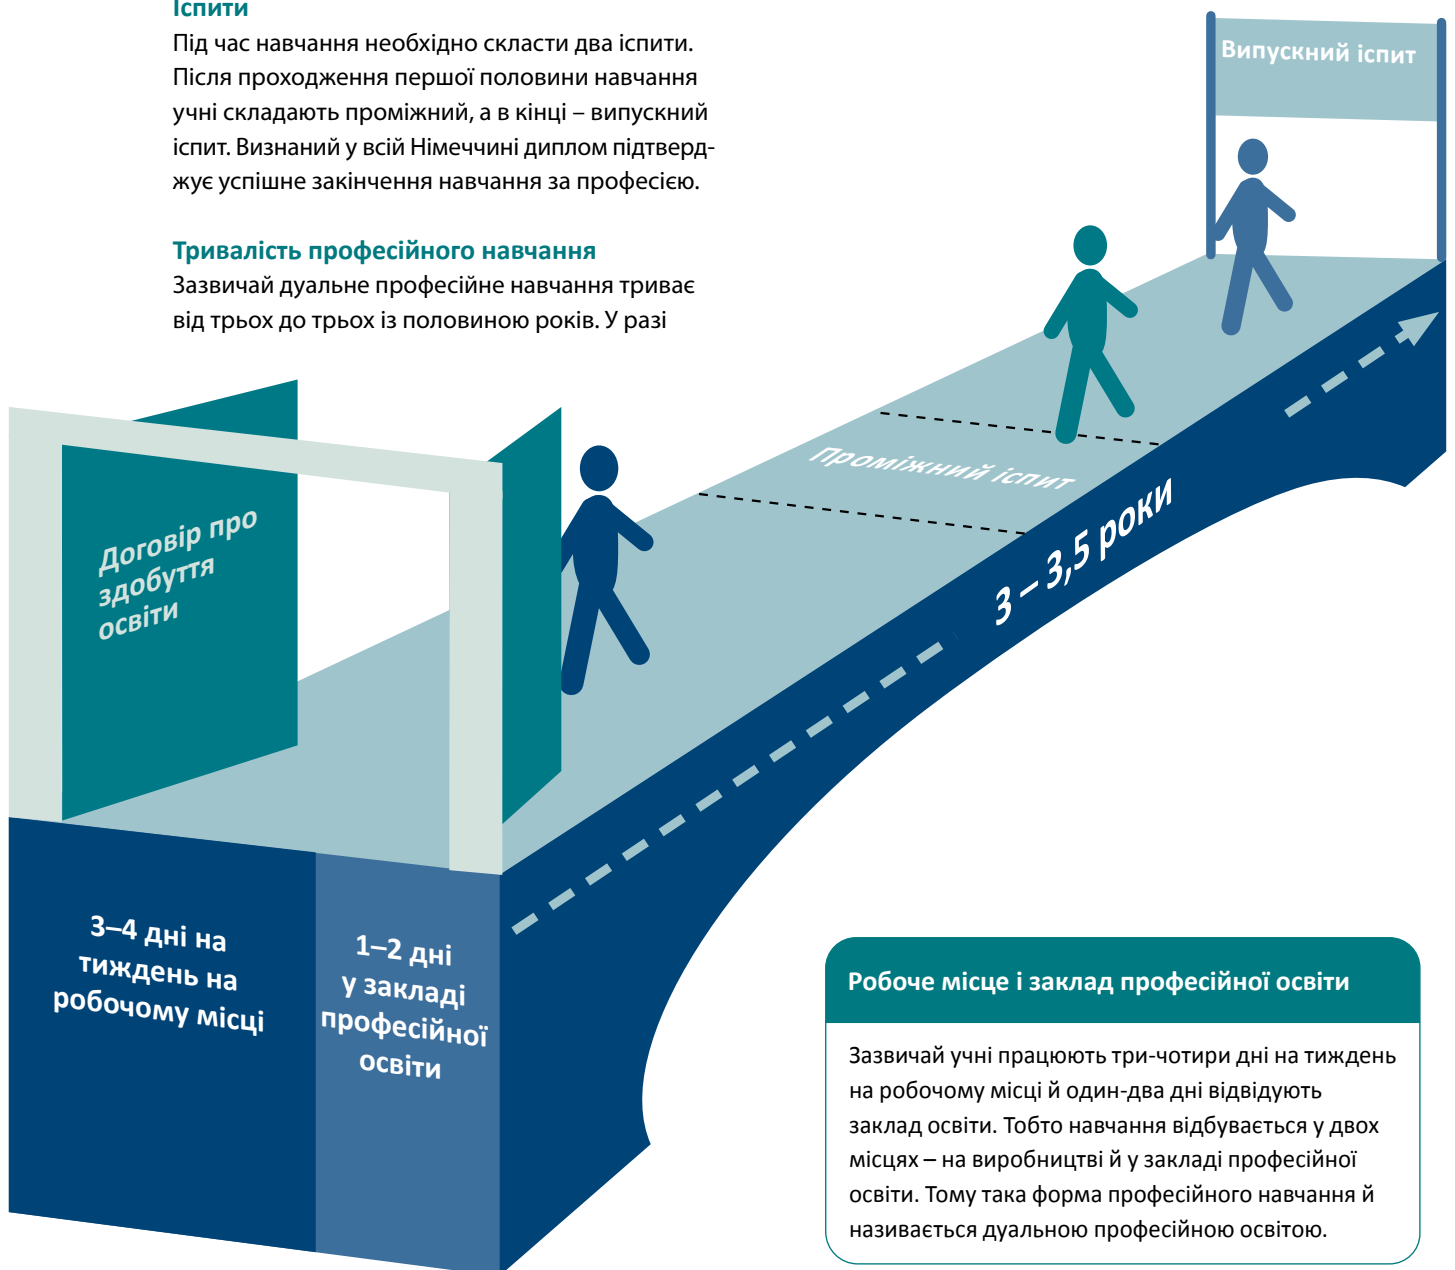 Іспити
Під час навчання необхідно скласти два іспити.
Після проходження першої половини навчання
учні складають проміжний, а в кінці – випускний
іспит. Визнаний у всій Німеччині диплом підтверд-
жує успішне закінчення навчання за професією.
Тривалість професійного навчання
Зазвичай дуальне професійне навчання триває
від трьох до трьох із половиною років. У разі
Випускний іспит
Проміжний іспит
3 – 3,5 роки
Договір про
здобуття
освіти
3–4 дні на
тиждень на
робочому місці
1–2 дні
у закладі
професійної
освіти
Робоче місце і заклад професійної освіти
Зазвичай учні працюють три-чотири дні на тиждень
на робочому місці й один-два дні відвідують
заклад освіти. Тобто навчання відбувається у двох
місцях – на виробництві й у закладі професійної
освіти. Тому така форма професійного навчання й
називається дуальною професійною освітою.